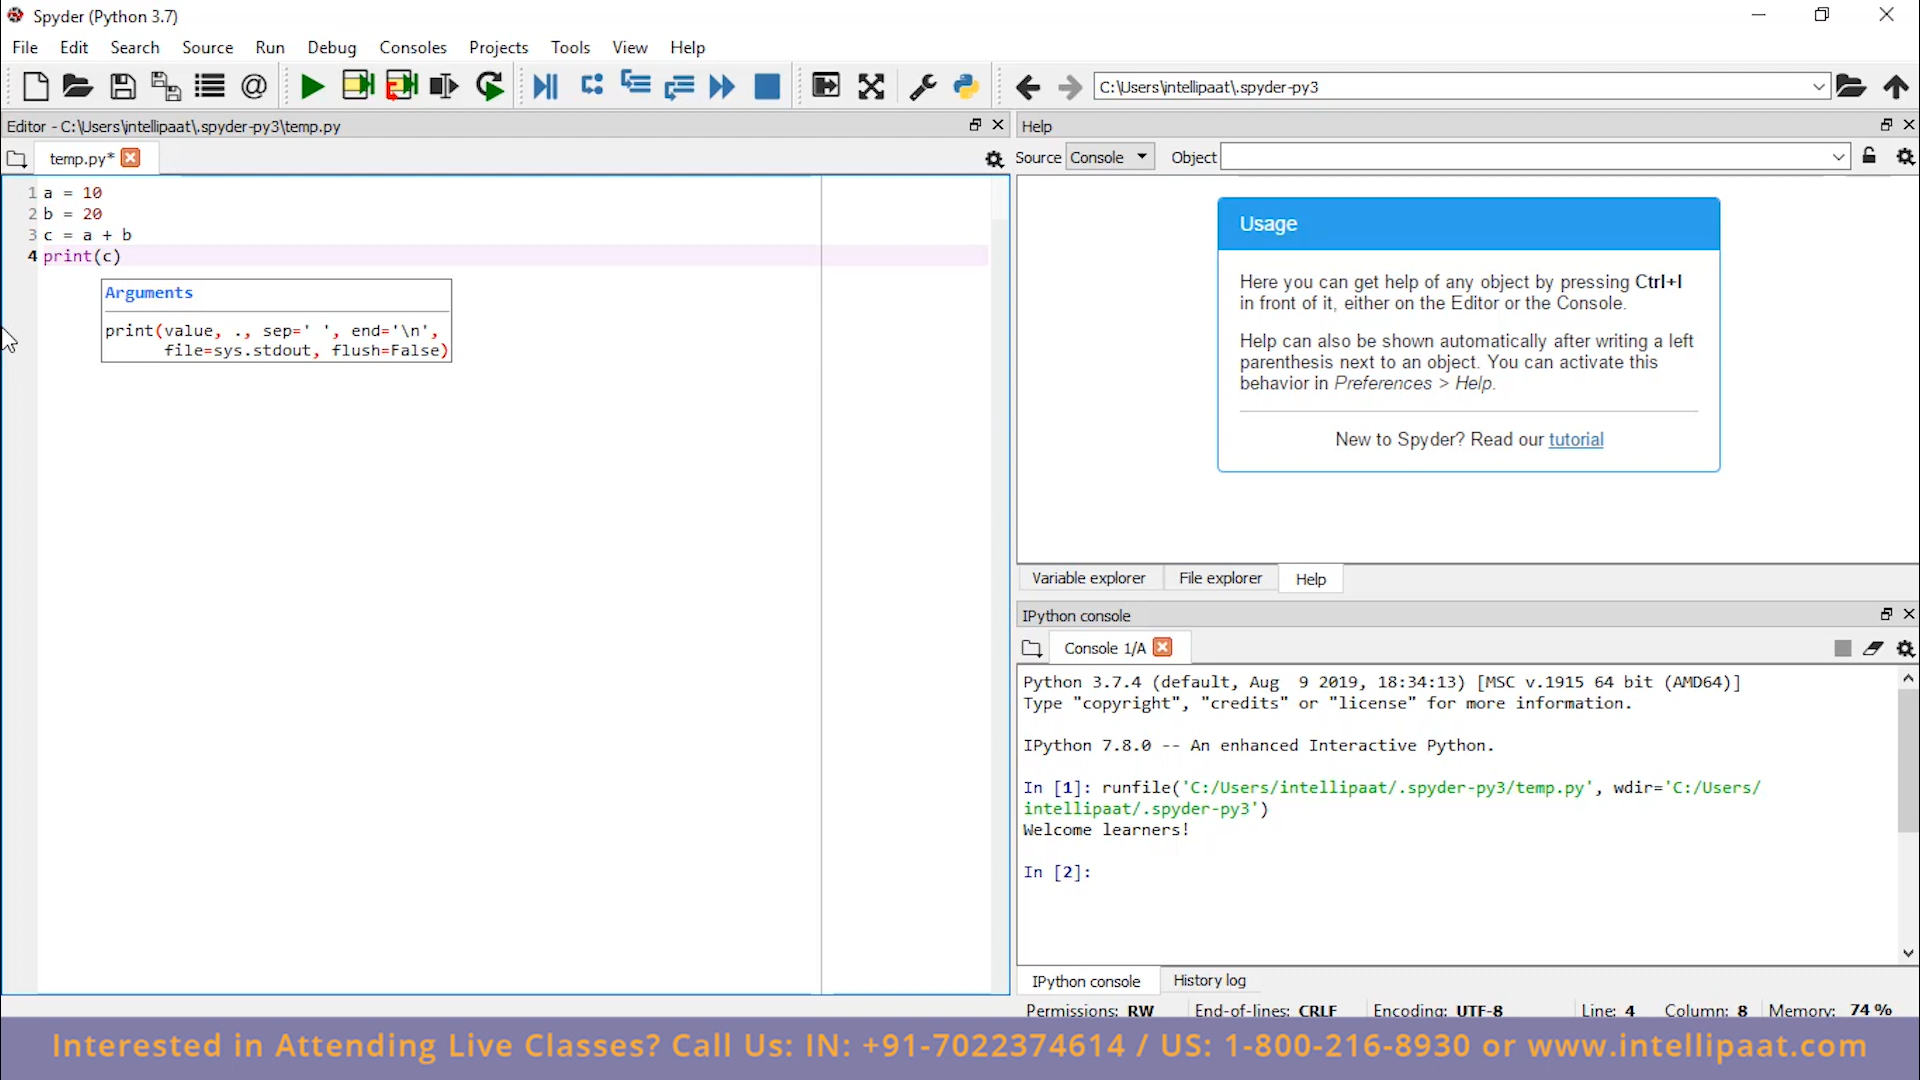 Spyder (Python 3.7)
File Edit Search Source Run Debug Consoles Projects Tools View Help
C:\Users\intellipaat\.spyder-py3
Editor - C:\Users\intellipaat\.spyder-py3\temp.py
temp.py*
1 a = 10
2 b = 20
3 c = a + b
4 print(c)
Arguments
print(value, ., sep=' ', end='\n',
file=sys.stdout, flush=False)
Help
Source Console Object
Usage
Here you can get help of any object by pressing Ctrl+I
in front of it, either on the Editor or the Console.
Help can also be shown automatically after writing a left
parenthesis next to an object. You can activate this
behavior in Preferences > Help.
New to Spyder? Read our tutorial
Variable explorer File explorer Help
IPython console
Console 1/A
Python 3.7.4 (default, Aug  9 2019, 18:34:13) [MSC v.1915 64 bit (AMD64)]
Type "copyright", "credits" or "license" for more information.
IPython 7.8.0 -- An enhanced Interactive Python.
In [1]: runfile('C:/Users/intellipaat/.spyder-py3/temp.py', wdir='C:/Users/
intellipaat/.spyder-py3')
Welcome learners!
In [2]:
IPython console History log
Permissions: RW End-of-lines: CRLF Encoding: UTF-8 Line: 4 Column: 8 Memory: 74 %
Interested in Attending Live Classes? Call Us: IN: +91-7022374614 / US: 1-800-216-8930 or www.intellipaat.com